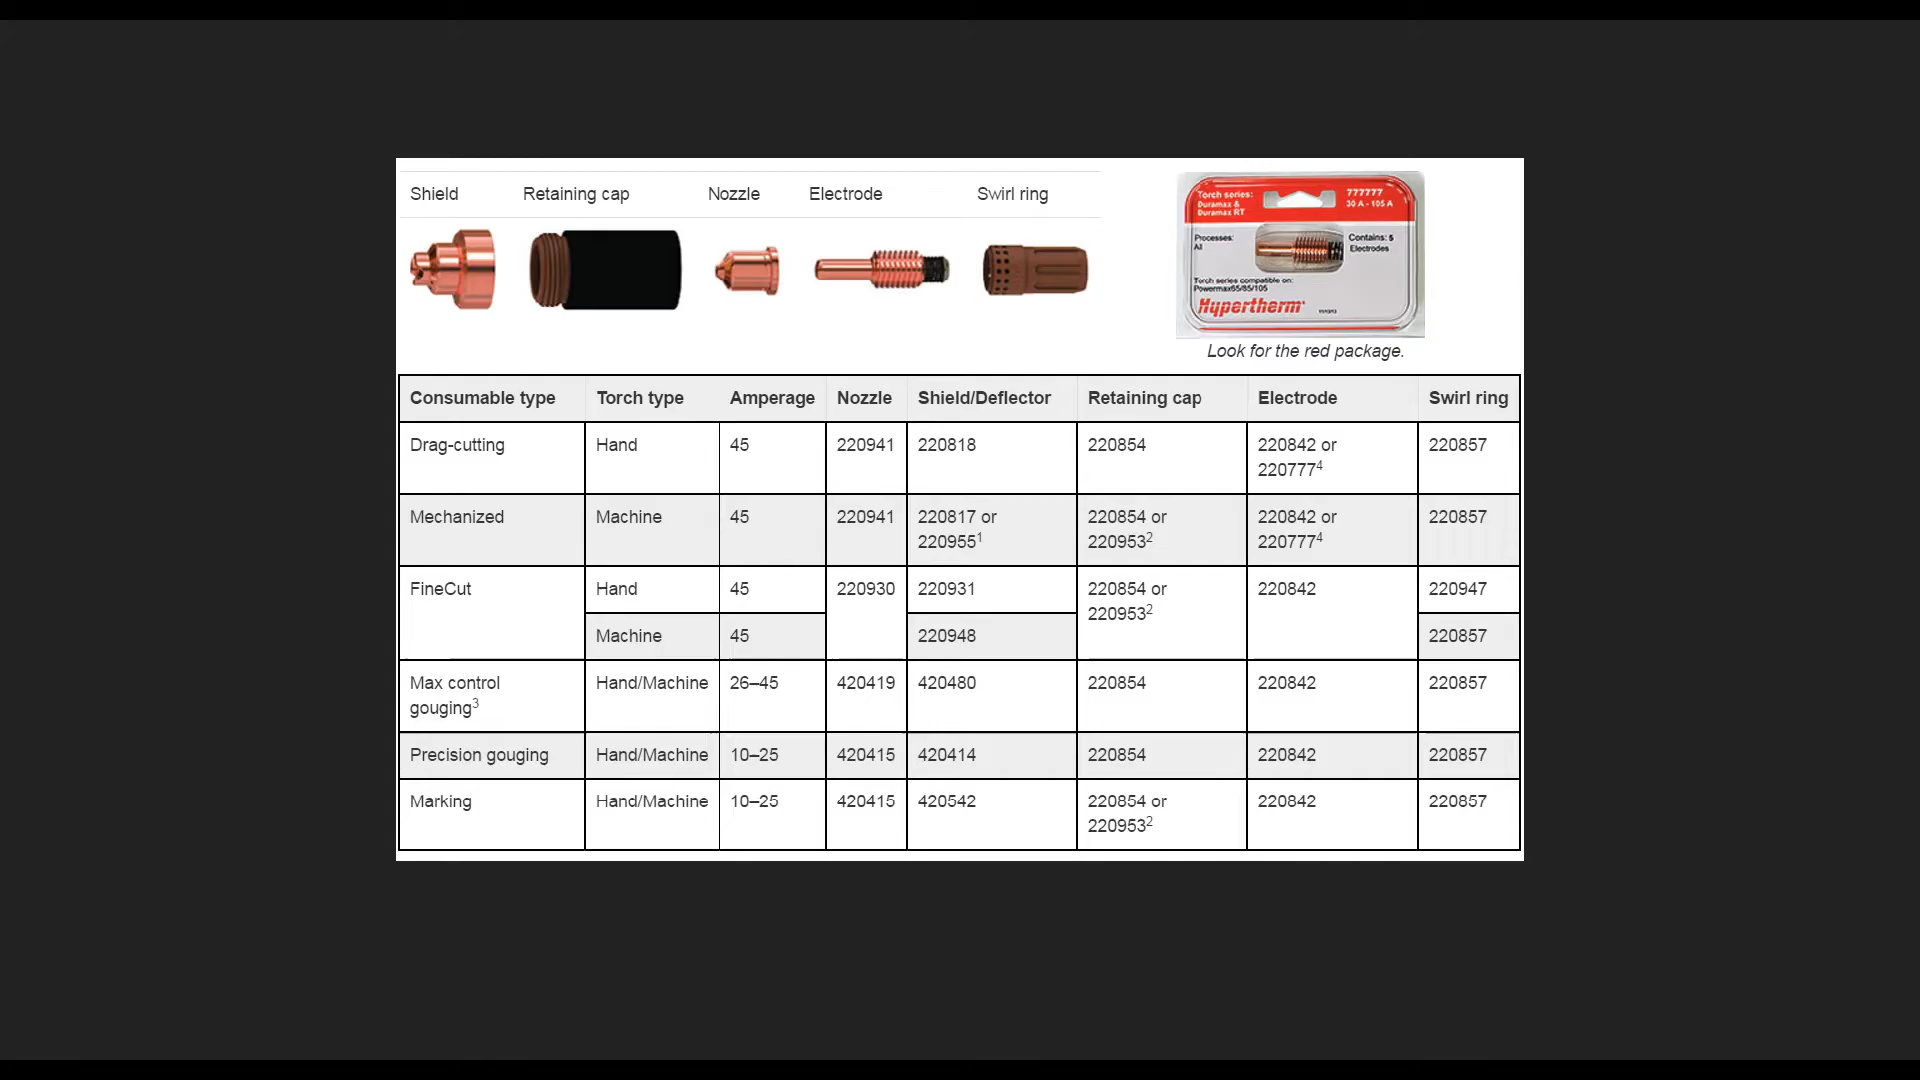 Shield Retaining cap Nozzle Electrode Swirl ring
Torch series:
Duramax &
Duramax RT
777777
30 A - 105 A
Processes:
All
Contains: 5
Electrodes
Torch series compatible on:
Powermax65/85/105
Hypertherm
Look for the red package.
Consumable type Torch type Amperage Nozzle Shield/Deflector Retaining cap Electrode Swirl ring
Drag-cutting Hand 45 220941 220818 220854 220842 or 220857
220777⁴
Mechanized Machine 45 220941 220817 or 220854 or 220842 or 220857
220955¹ 220953² 220777⁴
FineCut Hand 45 220930 220931 220854 or 220842 220947
220953²
Machine 45 220948 220857
Max control Hand/Machine 26–45 420419 420480 220854 220842 220857
gouging³
Precision gouging Hand/Machine 10–25 420415 420414 220854 220842 220857
Marking Hand/Machine 10–25 420415 420542 220854 or 220842 220857
220953²